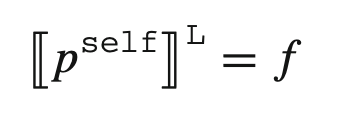 ⟦p^self⟧^L = f